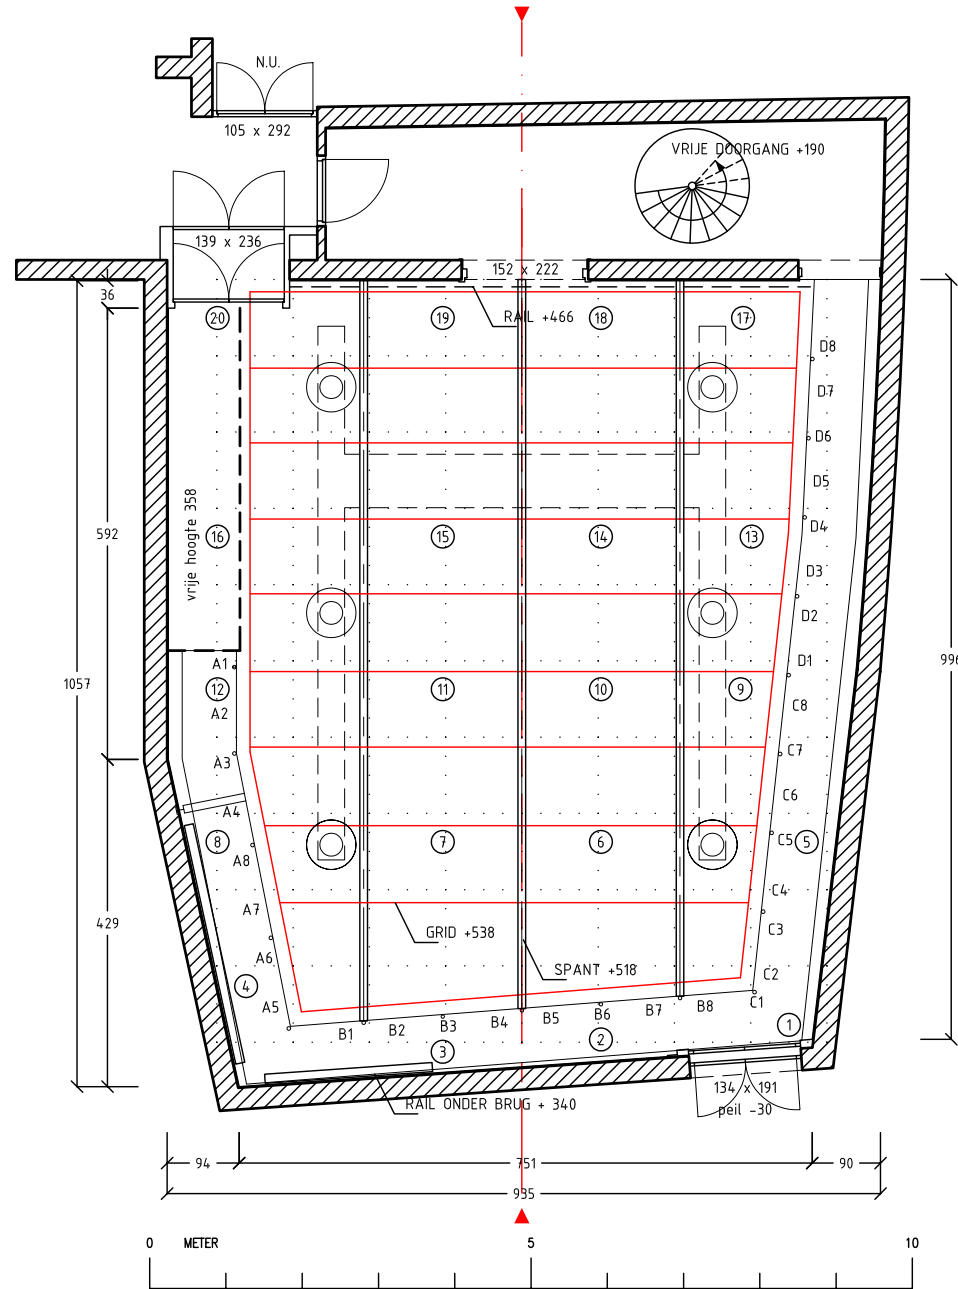 N.U.
105 x 292
VRIJE DOORGANG +190
139 x 236
152 x 222
36
RAIL +466
20
19
18
17
D8
D7
D6
D5
vrije hoogte 358
592
16
15
14
13
D4
D3
D2
D1
A1
12
11
10
9
996
1057
A2
C8
A3
C7
C6
A4
8
7
6
C5
5
A8
C4
429
A7
GRID +538
C3
A6
SPANT +518
C2
4
A5
B1
B2
B3
B4
B5
B6
B7
B8
C1
1
2
3
134 x 191
peil -30
RAIL ONDER BRUG + 340
94
751
90
935
0
METER
5
10